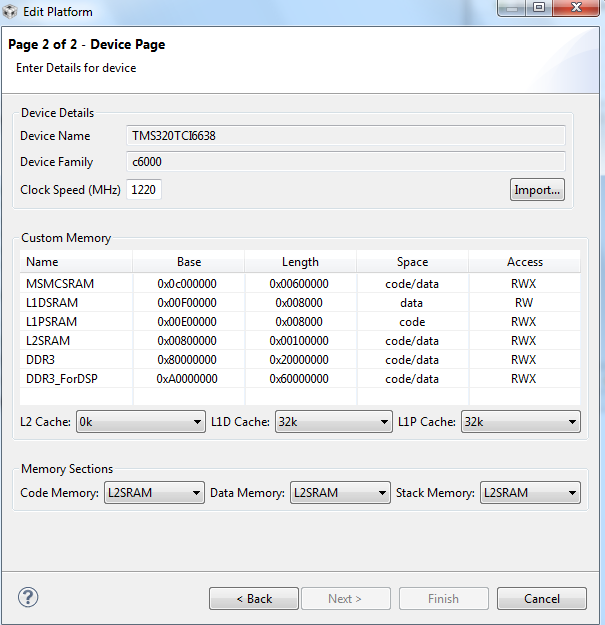 Edit Platform
Page 2 of 2 - Device Page
Enter Details for device
Device Details
Device Name TMS320TCI6638
Device Family c6000
Clock Speed (MHz) 1220 Import...
Custom Memory
Name Base Length Space Access
MSMCSRAM 0x0c000000 0x00600000 code/data RWX
L1DSRAM 0x00F00000 0x008000 data RW
L1PSRAM 0x00E00000 0x008000 code RWX
L2SRAM 0x00800000 0x00100000 code/data RWX
DDR3 0x80000000 0x20000000 code/data RWX
DDR3_ForDSP 0xA0000000 0x60000000 code/data RWX
L2 Cache: 0k L1D Cache: 32k L1P Cache: 32k
Memory Sections
Code Memory: L2SRAM Data Memory: L2SRAM Stack Memory: L2SRAM
? < Back Next > Finish Cancel